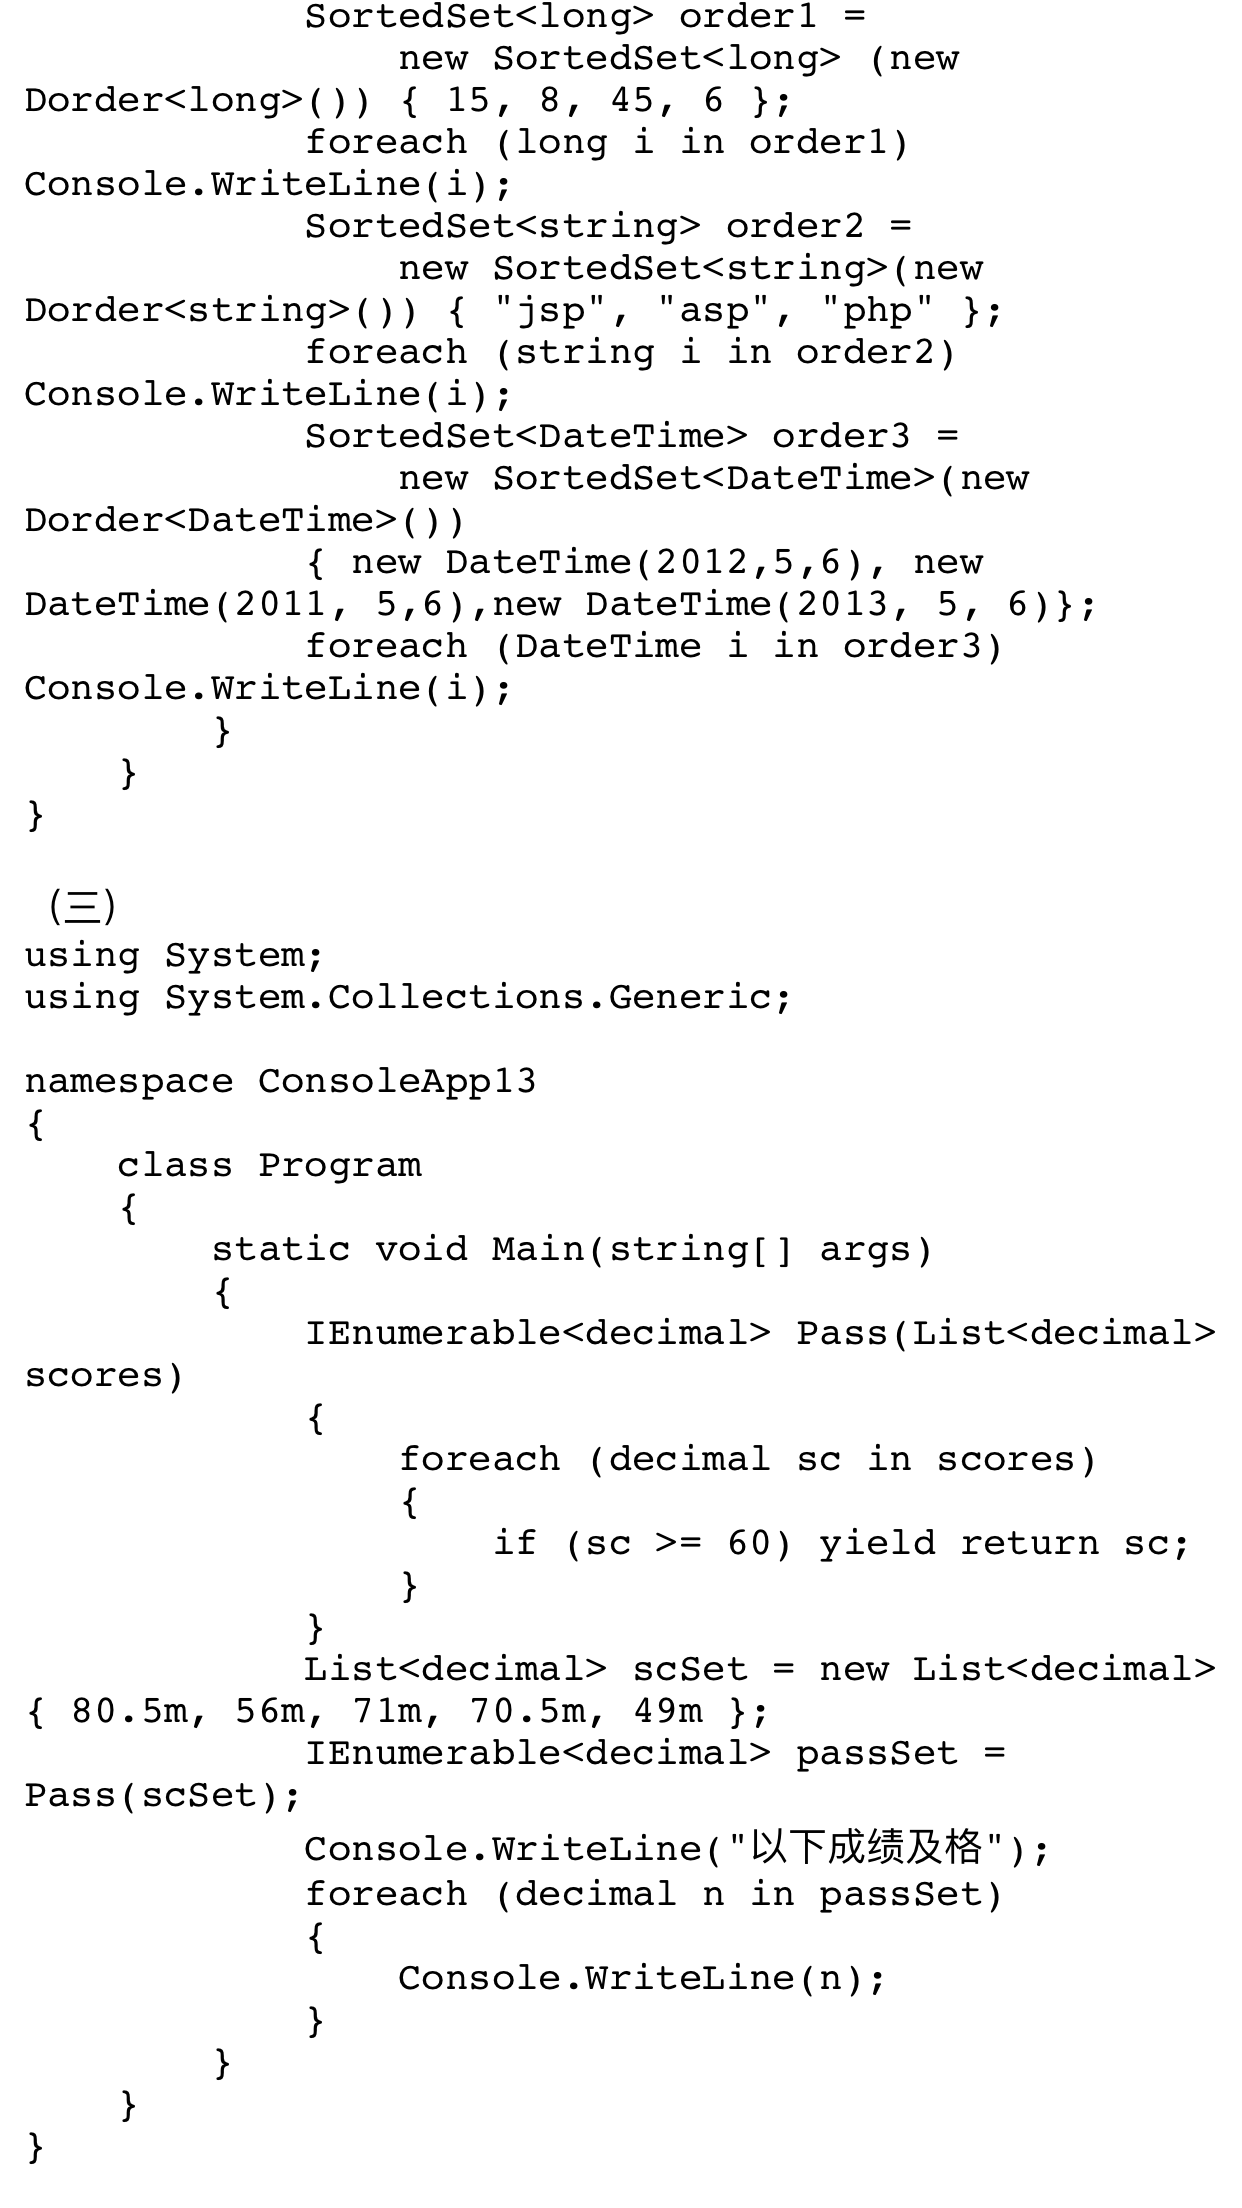 SortedSet<long> order1 =
                new SortedSet<long> (new
Dorder<long>()) { 15, 8, 45, 6 };
            foreach (long i in order1)
Console.WriteLine(i);
            SortedSet<string> order2 =
                new SortedSet<string>(new
Dorder<string>()) { "jsp", "asp", "php" };
            foreach (string i in order2)
Console.WriteLine(i);
            SortedSet<DateTime> order3 =
                new SortedSet<DateTime>(new
Dorder<DateTime>())
            { new DateTime(2012,5,6), new
DateTime(2011, 5,6),new DateTime(2013, 5, 6)};
            foreach (DateTime i in order3)
Console.WriteLine(i);
        }
    }
}

（三）
using System;
using System.Collections.Generic;

namespace ConsoleApp13
{
    class Program
    {
        static void Main(string[] args)
        {
            IEnumerable<decimal> Pass(List<decimal>
scores)
            {
                foreach (decimal sc in scores)
                {
                    if (sc >= 60) yield return sc;
                }
            }
            List<decimal> scSet = new List<decimal>
{ 80.5m, 56m, 71m, 70.5m, 49m };
            IEnumerable<decimal> passSet =
Pass(scSet);
            Console.WriteLine("以下成绩及格");
            foreach (decimal n in passSet)
            {
                Console.WriteLine(n);
            }
        }
    }
}